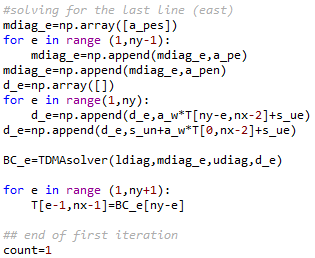 #solving for the last line (east)
mdiag_e=np.array([a_pes])
for e in range (1,ny-1):
    mdiag_e=np.append(mdiag_e,a_pe)
mdiag_e=np.append(mdiag_e,a_pen)
d_e=np.array([])
for e in range(1,ny):
    d_e=np.append(d_e,a_w*T[ny-e,nx-2]+s_ue)
d_e=np.append(d_e,s_un+a_w*T[0,nx-2]+s_ue)

BC_e=TDMAsolver(ldiag,mdiag_e,udiag,d_e)

for e in range (1,ny+1):
    T[e-1,nx-1]=BC_e[ny-e]

## end of first iteration
count=1